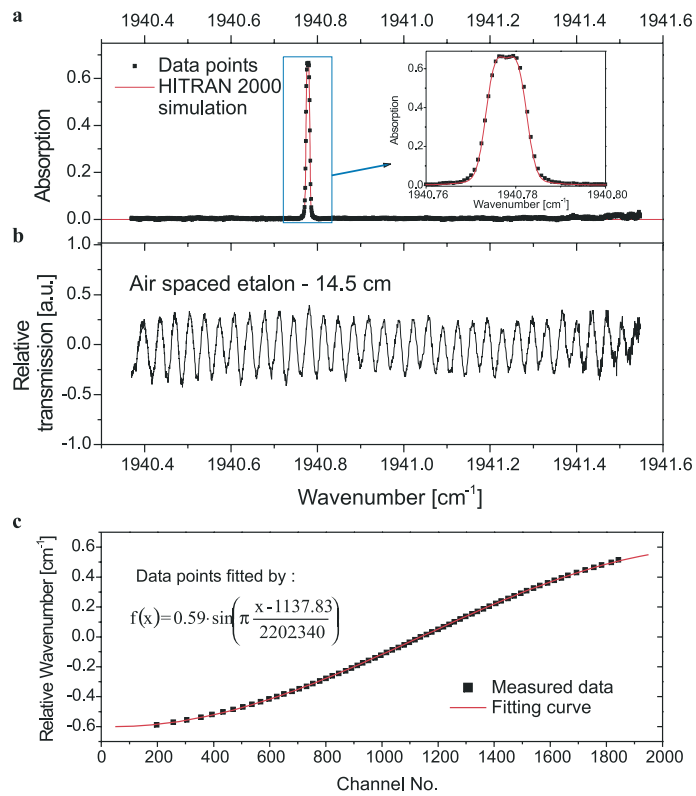 a
1940.4 1940.6 1940.8 1941.0 1941.2 1941.4 1941.6
Absorption
0.6
0.4
0.2
0.0
Data points
HITRAN 2000
simulation
Absorption
0.6
0.4
0.2
0.0
1940.76 1940.78 1940.80
Wavenumber [cm-1]
b
Relative
transmission [a.u.]
1.0
0.5
0.0
-0.5
-1.0
Air spaced etalon - 14.5 cm
1940.4 1940.6 1940.8 1941.0 1941.2 1941.4 1941.6
Wavenumber [cm-1]
c
Relative Wavenumber [cm-1]
0.6
0.4
0.2
0.0
-0.2
-0.4
-0.6
Data points fitted by :
f(x)=0.59·sin(π x-1137.83 / 2202340)
Measured data
Fitting curve
0 200 400 600 800 1000 1200 1400 1600 1800 2000
Channel No.